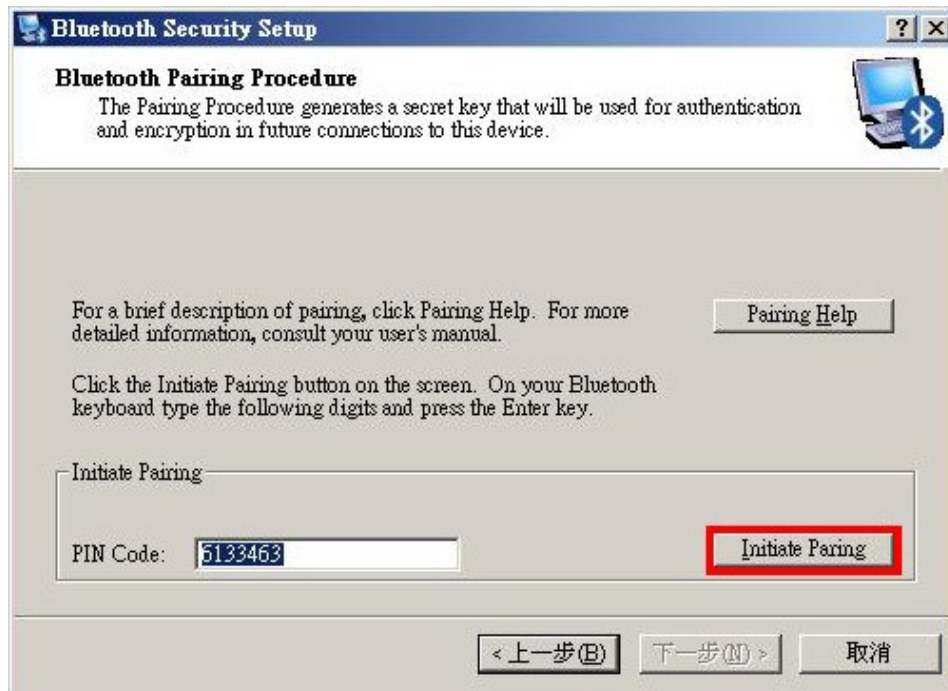 Bluetooth Security Setup
Bluetooth Pairing Procedure
The Pairing Procedure generates a secret key that will be used for authentication
and encryption in future connections to this device.
For a brief description of pairing, click Pairing Help. For more
detailed information, consult your user's manual.
Pairing Help
Click the Initiate Pairing button on the screen. On your Bluetooth
keyboard type the following digits and press the Enter key.
Initiate Pairing
PIN Code: 6133463
Initiate Paring
<上一步(B) 下一步(N)> 取消